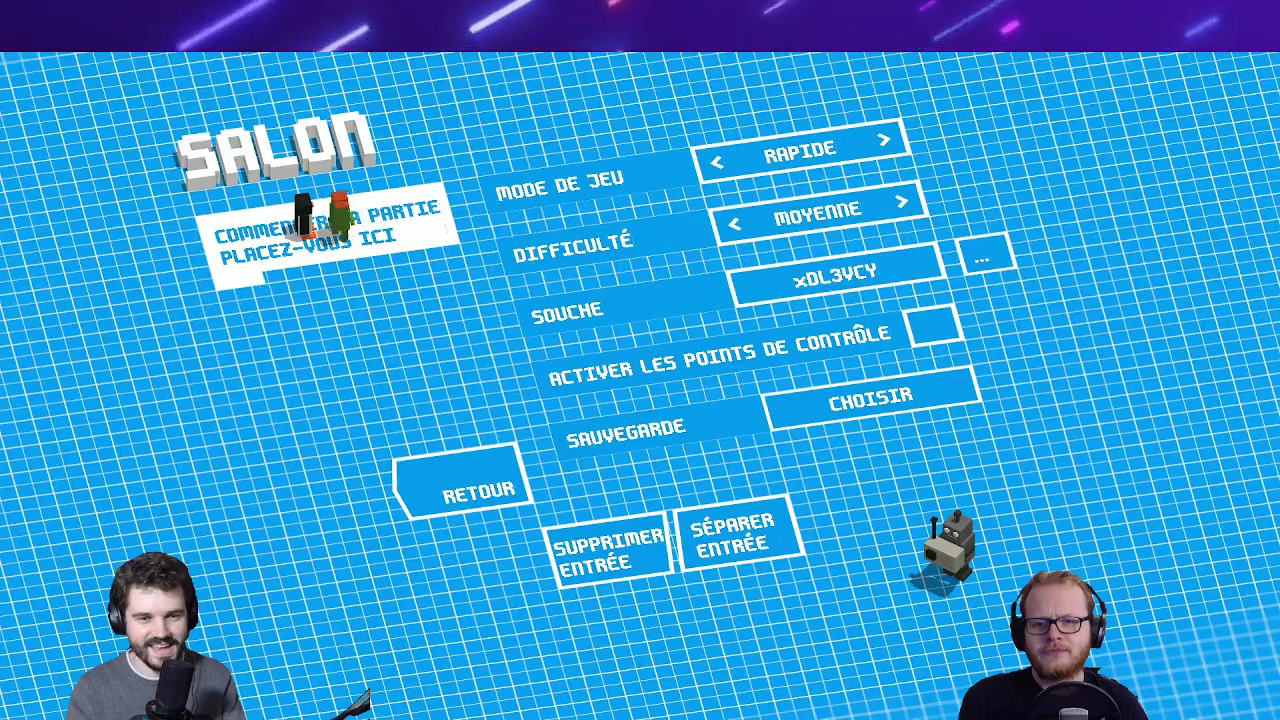 SALON
COMMENCER LA PARTIE
PLACEZ-VOUS ICI
MODE DE JEU
< RAPIDE >
DIFFICULTÉ
< MOYENNE >
SOUCHE
xDL3VCY
...
ACTIVER LES POINTS DE CONTRÔLE
SAUVEGARDE
CHOISIR
RETOUR
SUPPRIMER
ENTRÉE
SÉPARER
ENTRÉE